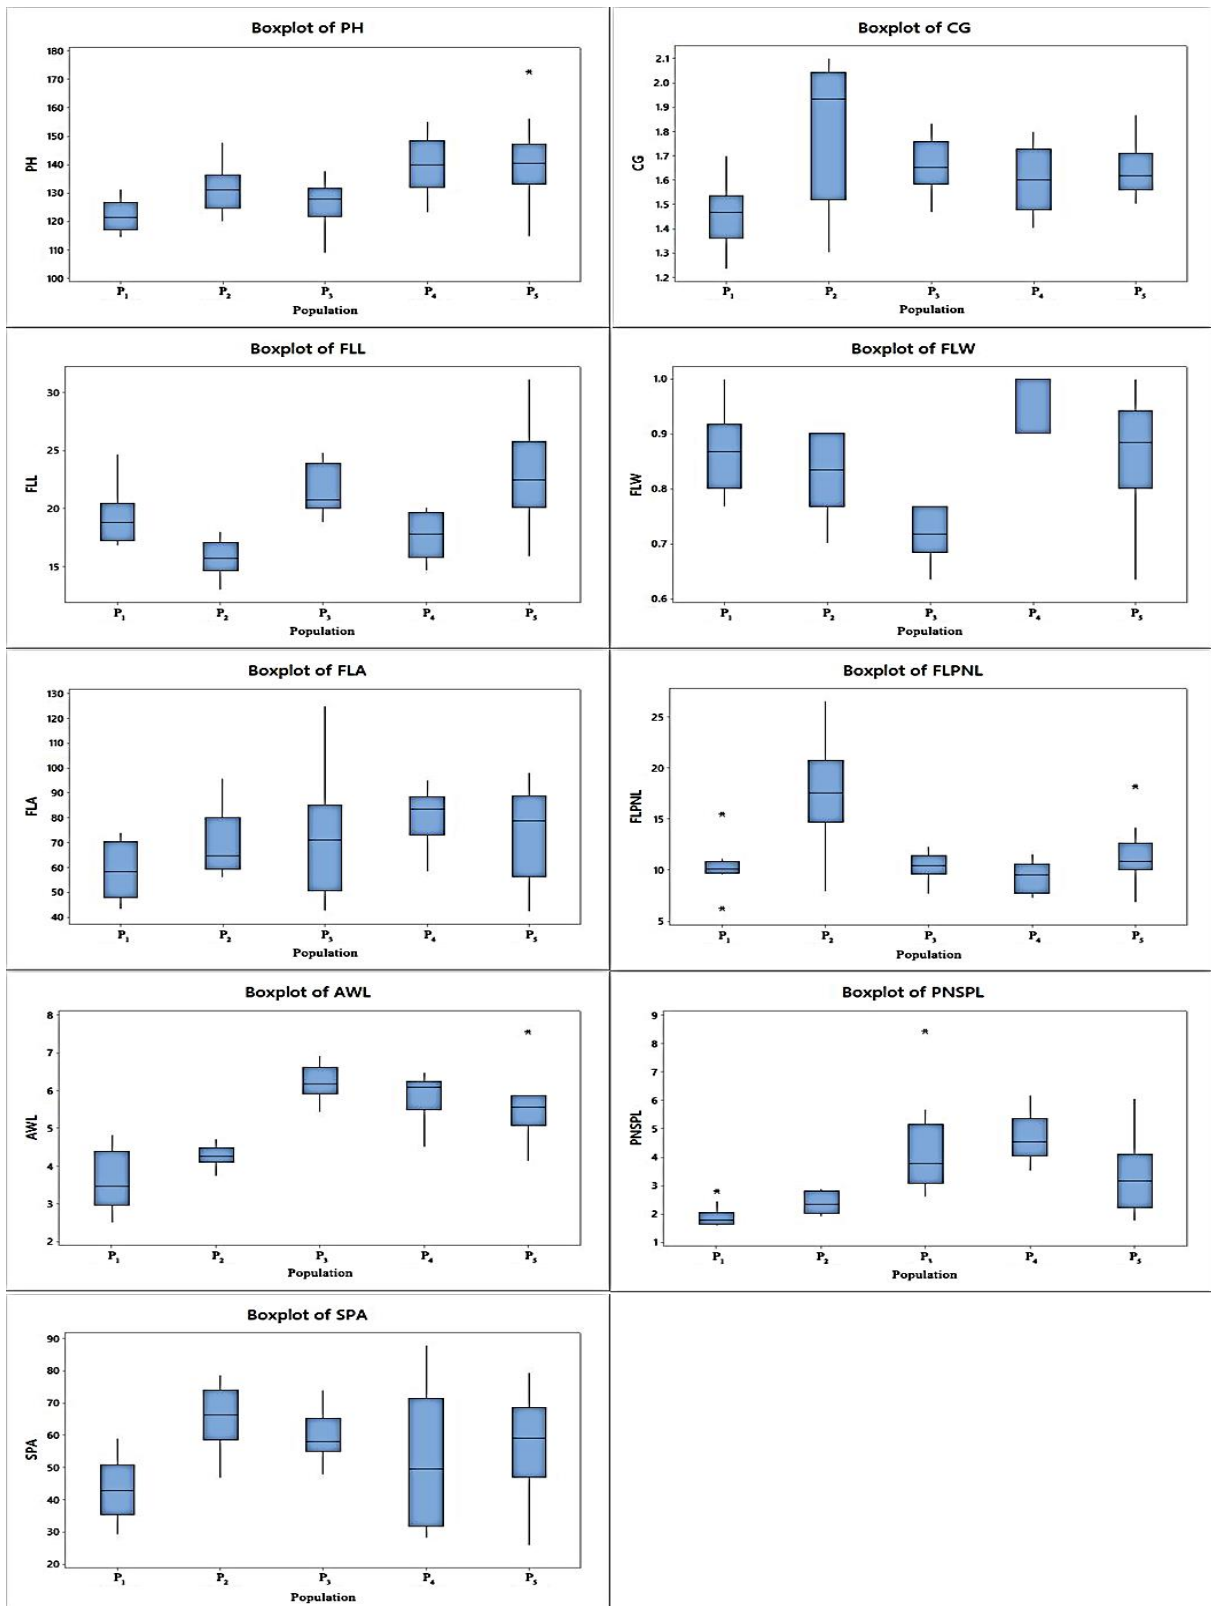 Boxplot of PH
PH
180
170
160
150
140
130
120
110
100
P₁ P₂ P₃ P₄ P₅
Population
Boxplot of CG
CG
2.1
2.0
1.9
1.8
1.7
1.6
1.5
1.4
1.3
1.2
P₁ P₂ P₃ P₄ P₅
Population
Boxplot of FLL
FLL
30
25
20
15
P₁ P₂ P₃ P₄ P₅
Population
Boxplot of FLW
FLW
1.0
0.9
0.8
0.7
0.6
P₁ P₂ P₃ P₄ P₅
Population
Boxplot of FLA
FLA
130
120
110
100
90
80
70
60
50
40
P₁ P₂ P₃ P₄ P₅
Population
Boxplot of FLPNL
FLPNL
25
20
15
10
5
P₁ P₂ P₃ P₄ P₅
Population
Boxplot of AWL
AWL
8
7
6
5
4
3
2
P₁ P₂ P₃ P₄ P₅
Population
Boxplot of PNSPL
PNSPL
9
8
7
6
5
4
3
2
1
P₁ P₂ P₃ P₄ P₅
Population
Boxplot of SPA
SPA
90
80
70
60
50
40
30
20
P₁ P₂ P₃ P₄ P₅
Population